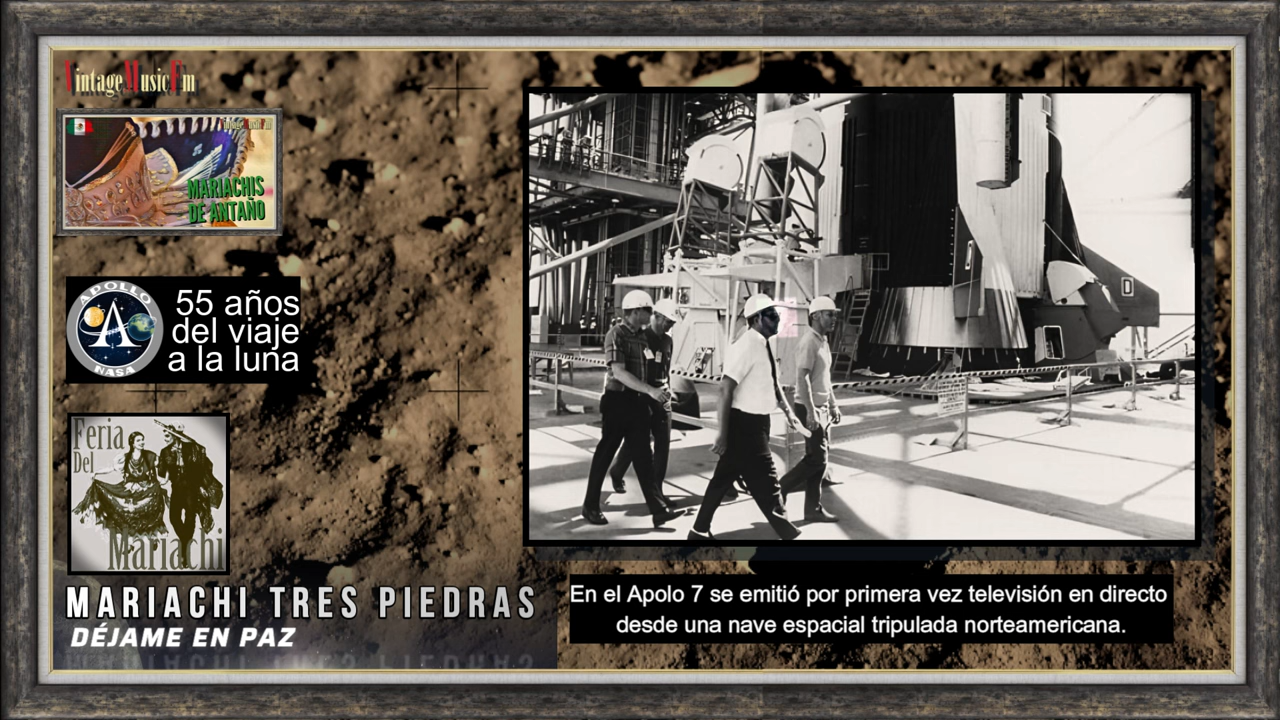 VintageMusicFm
MARIACHIS
DE ANTAÑO
APOLLO
NASA
55 años
del viaje
a la luna
Feria
Del
Mariachi
MARIACHI TRES PIEDRAS
DÉJAME EN PAZ
D
En el Apolo 7 se emitió por primera vez televisión en directo
desde una nave espacial tripulada norteamericana.